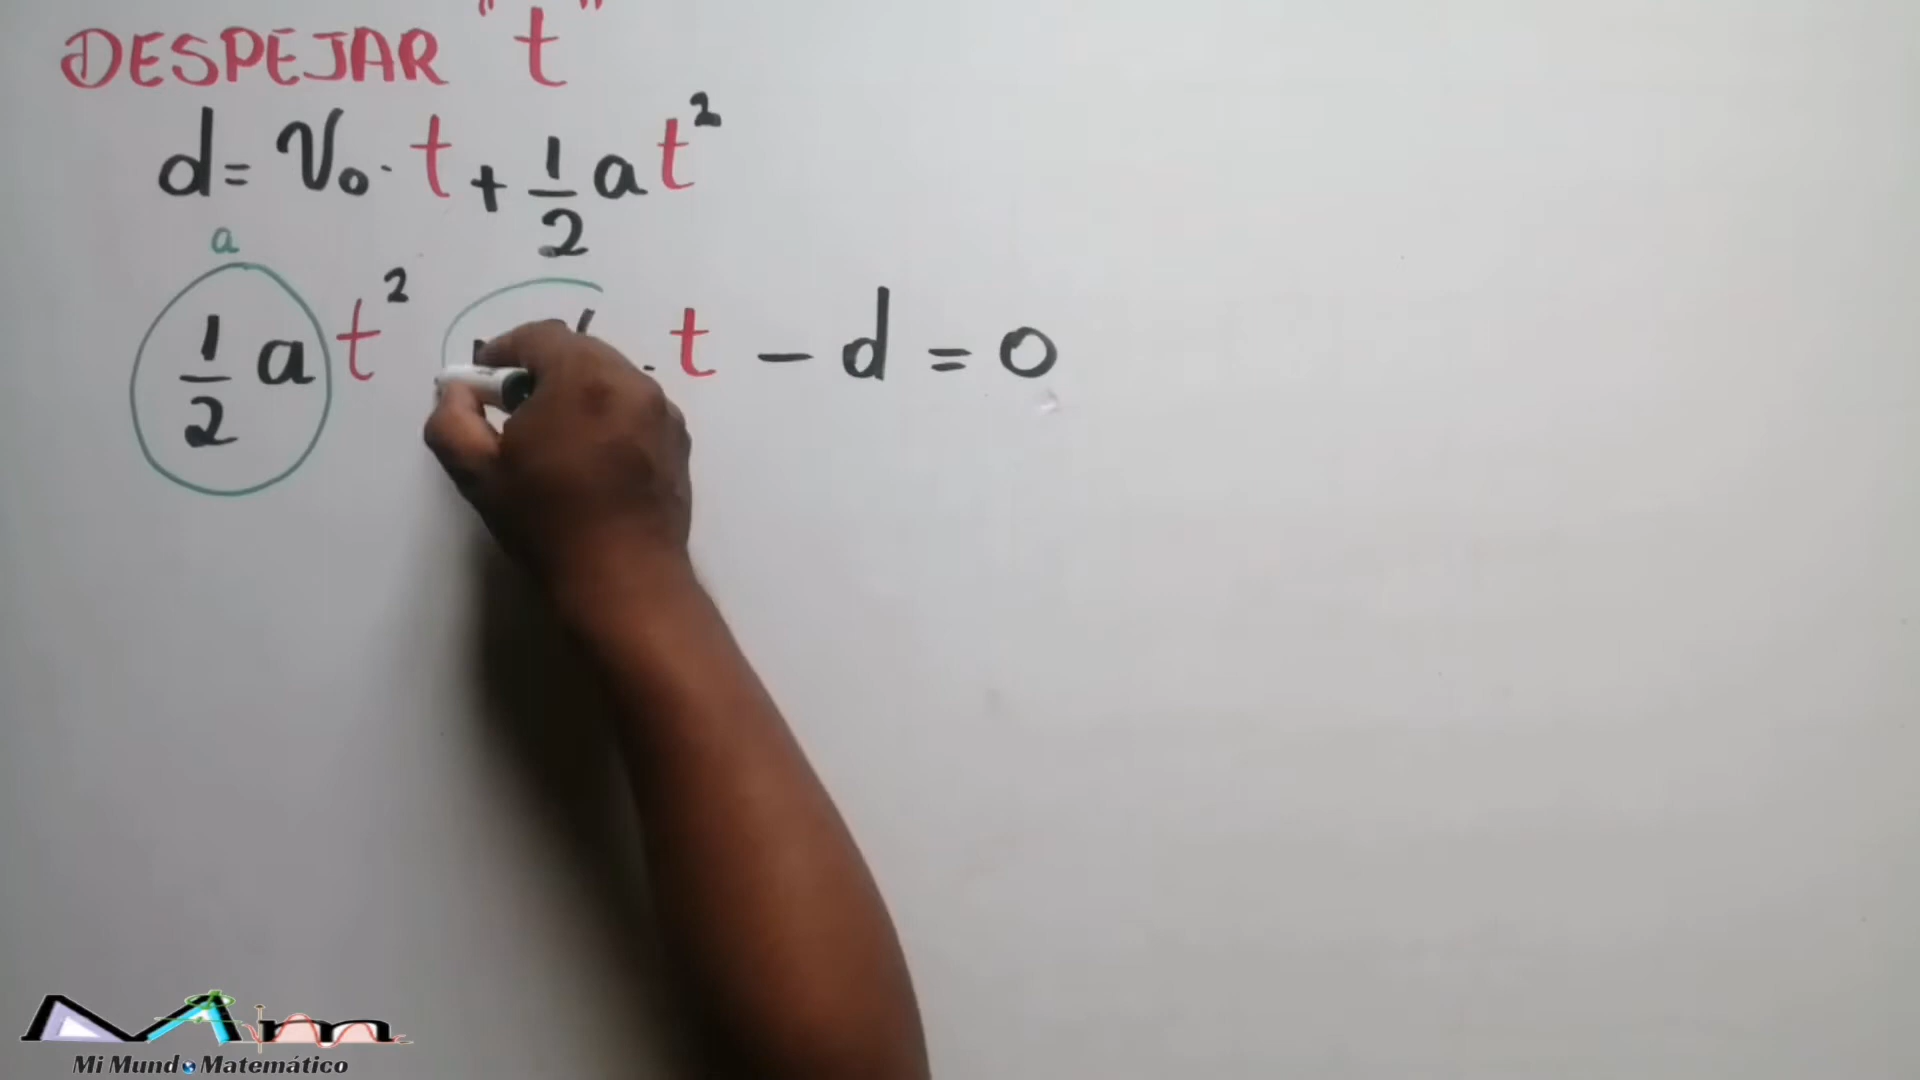 DESPEJAR "t"
d = V₀ · t + 1/2 a t²
a
1/2 a t² · t - d = 0
Mi Mundo Matemático